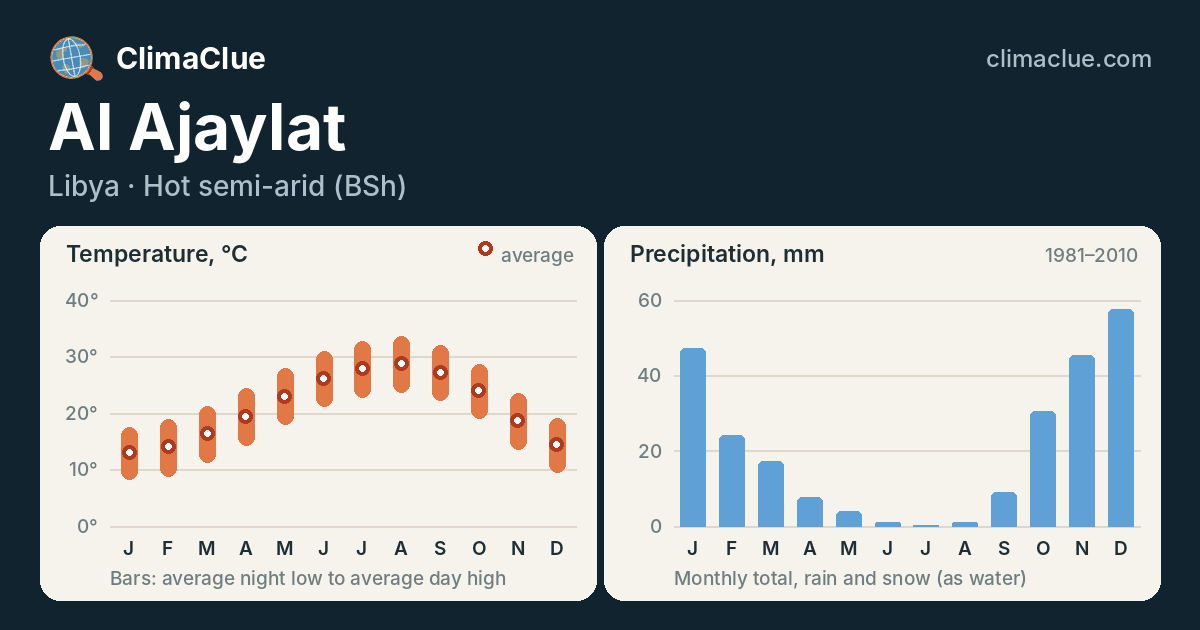 ClimaClue
climaclue.com
Al Ajaylat
Libya · Hot semi-arid (BSh)
Temperature, °C
average
40°
30°
20°
10°
0°
J F M A M J J A S O N D
Bars: average night low to average day high
Precipitation, mm
1981–2010
60
40
20
0
J F M A M J J A S O N D
Monthly total, rain and snow (as water)